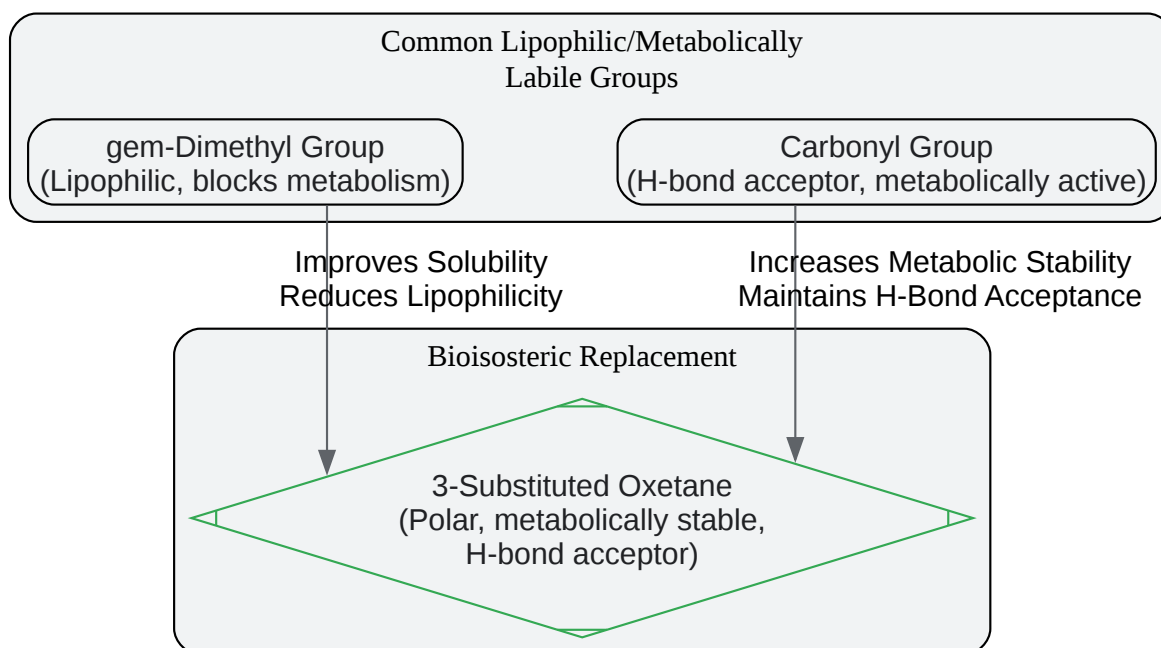 Common Lipophilic/Metabolically
Labile Groups
gem-Dimethyl Group
(Lipophilic, blocks metabolism)
Carbonyl Group
(H-bond acceptor, metabolically active)
Improves Solubility
Reduces Lipophilicity
Increases Metabolic Stability
Maintains H-Bond Acceptance
Bioisosteric Replacement
3-Substituted Oxetane
(Polar, metabolically stable,
H-bond acceptor)